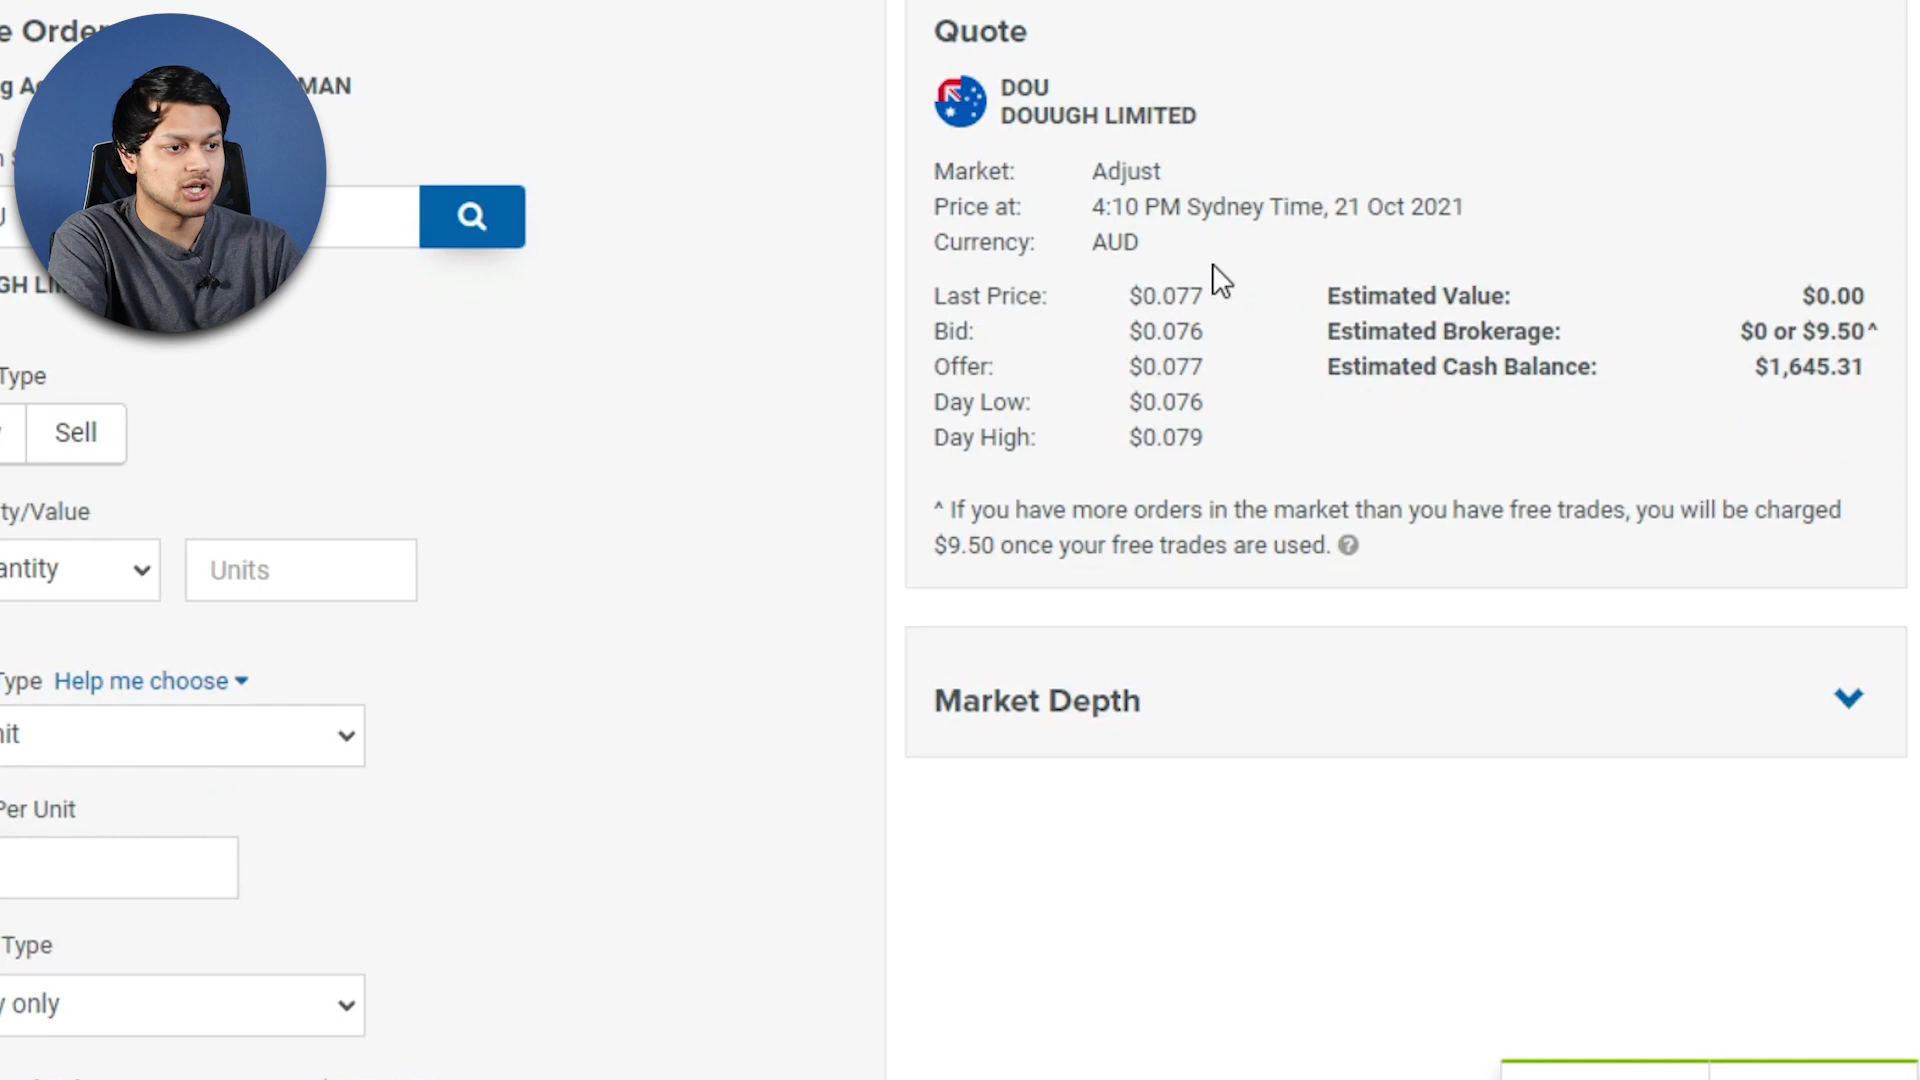 e Order
g A MAN
GH LI
Type
Sell
ty/Value
antity
Units
Type Help me choose
nit
Per Unit
Type
y only
Quote
DOU
DOUUGH LIMITED
Market: Adjust
Price at: 4:10 PM Sydney Time, 21 Oct 2021
Currency: AUD
Last Price: $0.077 Estimated Value: $0.00
Bid: $0.076 Estimated Brokerage: $0 or $9.50^
Offer: $0.077 Estimated Cash Balance: $1,645.31
Day Low: $0.076
Day High: $0.079
^ If you have more orders in the market than you have free trades, you will be charged
$9.50 once your free trades are used.
Market Depth